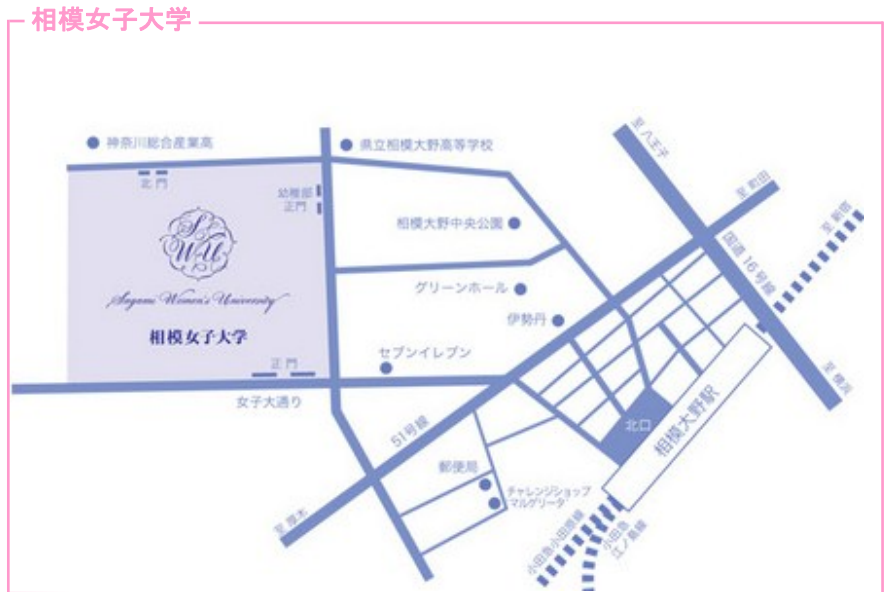 相模女子大学
至 八王子
神奈川総合産業高
県立相模大野高等学校
北門
幼稚部
正門
至 町田
至 新宿
相模大野中央公園
国道16号線
SWU
Sagami Women's University
グリーンホール
伊勢丹
相模女子大学
セブンイレブン
正門
至 横浜
女子大通り
51号線
北口
相模大野駅
郵便局
チャレンジショップ
マルゲリータ
至 厚木
小田急小田原線
小田急
江ノ島線